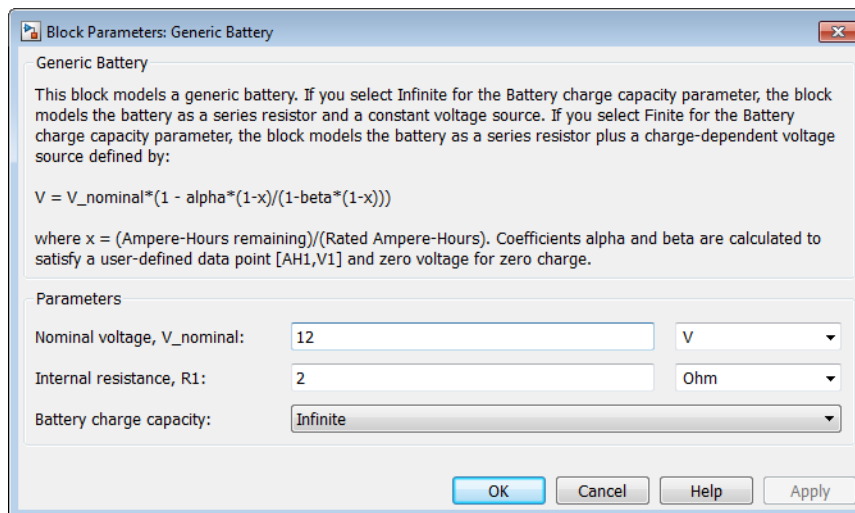 Block Parameters: Generic Battery
Generic Battery
This block models a generic battery. If you select Infinite for the Battery charge capacity parameter, the block
models the battery as a series resistor and a constant voltage source. If you select Finite for the Battery
charge capacity parameter, the block models the battery as a series resistor plus a charge-dependent voltage
source defined by:
V = V_nominal*(1 - alpha*(1-x)/(1-beta*(1-x)))
where x = (Ampere-Hours remaining)/(Rated Ampere-Hours). Coefficients alpha and beta are calculated to
satisfy a user-defined data point [AH1,V1] and zero voltage for zero charge.
Parameters
Nominal voltage, V_nominal: 12 V
Internal resistance, R1: 2 Ohm
Battery charge capacity: Infinite
OK Cancel Help Apply